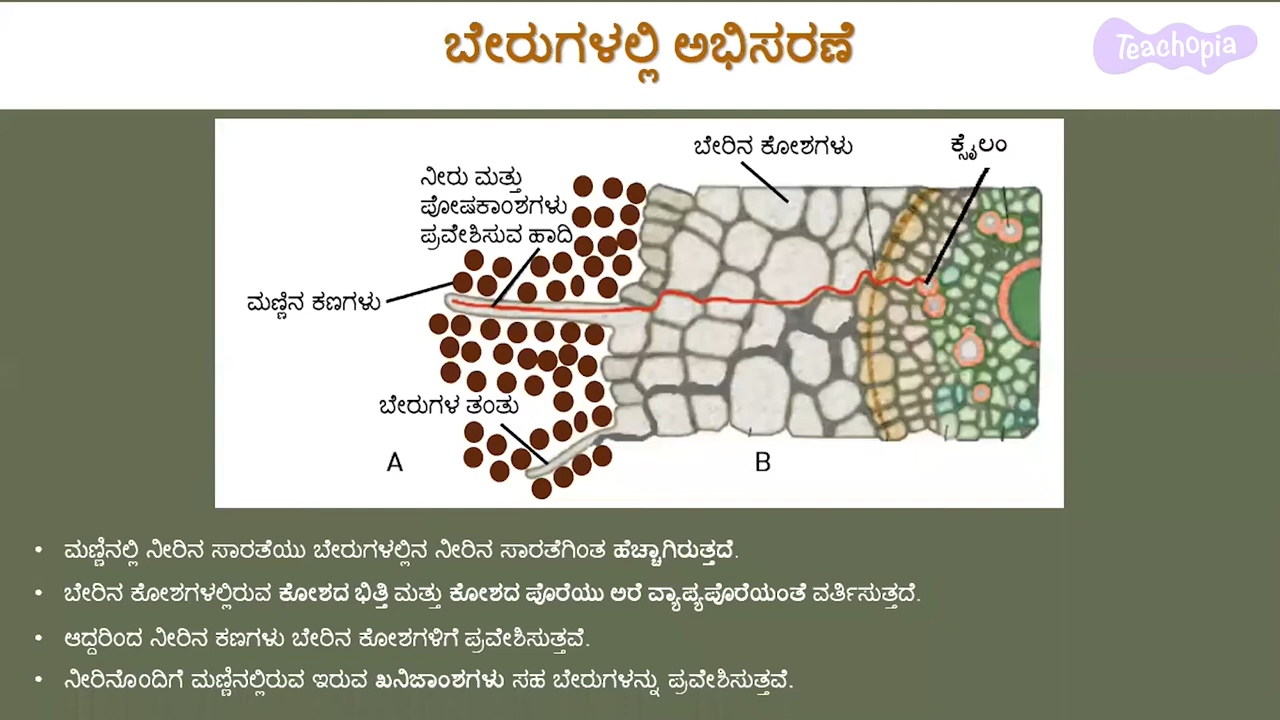 ಬೇರುಗಳಲ್ಲಿ ಅಭಿಸರಣೆ
Teachopia
ಬೇರಿನ ಕೋಶಗಳು
ಕ್ಸೈಲಂ
ನೀರು ಮತ್ತು
ಪೋಷಕಾಂಶಗಳು
ಪ್ರವೇಶಿಸುವ ಹಾದಿ
ಮಣ್ಣಿನ ಕಣಗಳು
ಬೇರುಗಳ ತಂತು
A
B
• ಮಣ್ಣಿನಲ್ಲಿ ನೀರಿನ ಸಾರತೆಯು ಬೇರುಗಳಲ್ಲಿನ ನೀರಿನ ಸಾರತೆಗಿಂತ ಹೆಚ್ಚಾಗಿರುತ್ತದೆ.
• ಬೇರಿನ ಕೋಶಗಳಲ್ಲಿರುವ ಕೋಶದ ಭಿತ್ತಿ ಮತ್ತು ಕೋಶದ ಪೊರೆಯು ಅರೆ ವ್ಯಾಪ್ಯಪೊರೆಯಂತೆ ವರ್ತಿಸುತ್ತದೆ.
• ಆದ್ದರಿಂದ ನೀರಿನ ಕಣಗಳು ಬೇರಿನ ಕೋಶಗಳಿಗೆ ಪ್ರವೇಶಿಸುತ್ತವೆ.
• ನೀರಿನೊಂದಿಗೆ ಮಣ್ಣಿನಲ್ಲಿರುವ ಇರುವ ಖನಿಜಾಂಶಗಳು ಸಹ ಬೇರುಗಳನ್ನು ಪ್ರವೇಶಿಸುತ್ತವೆ.